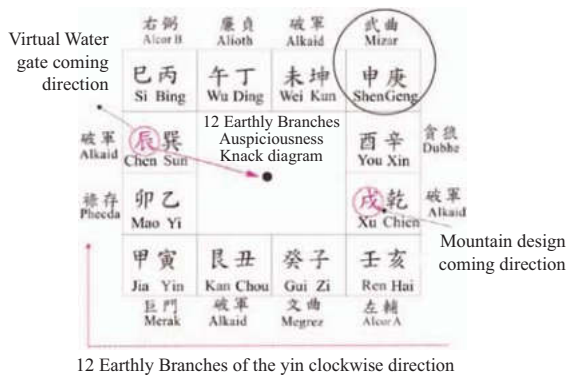 右弼 廉貞 破軍 武曲
Alcor B Alioth Alkaid Mizar
Virtual Water
gate coming
direction
巳丙 午丁 未坤 申庚
Si Bing Wu Ding Wei Kun ShenGeng
12 Earthly Branches
Auspiciousness
Knack diagram
破軍 辰巽 酉辛 貪狼
Alkaid Chen Sun You Xin Dubhe
祿存 卯乙 戌乾 破軍
Phecda Mao Yi Xu Chien Alkaid
Mountain design
coming direction
甲寅 艮丑 癸子 壬亥
Jia Yin Kan Chou Gui Zi Ren Hai
巨門 破軍 文曲 左輔
Merak Alkaid Megrez Alcor A
12 Earthly Branches of the yin clockwise direction